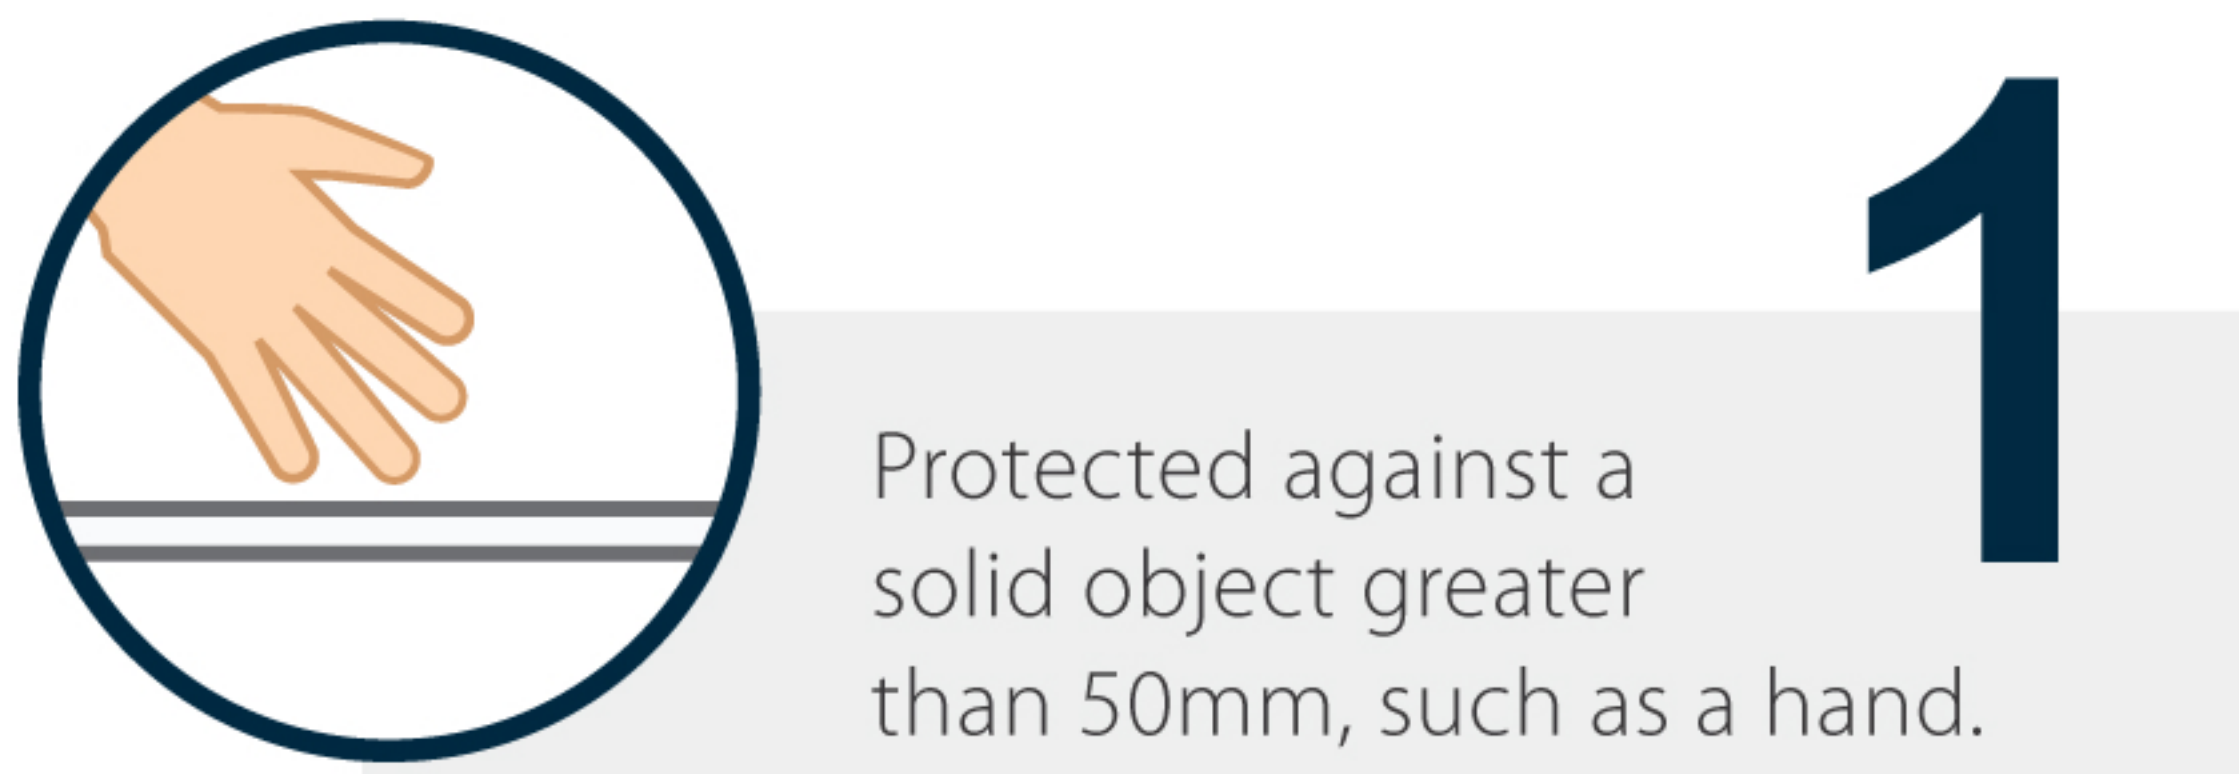 1
Protected against a
solid object greater
than 50mm, such as a hand.